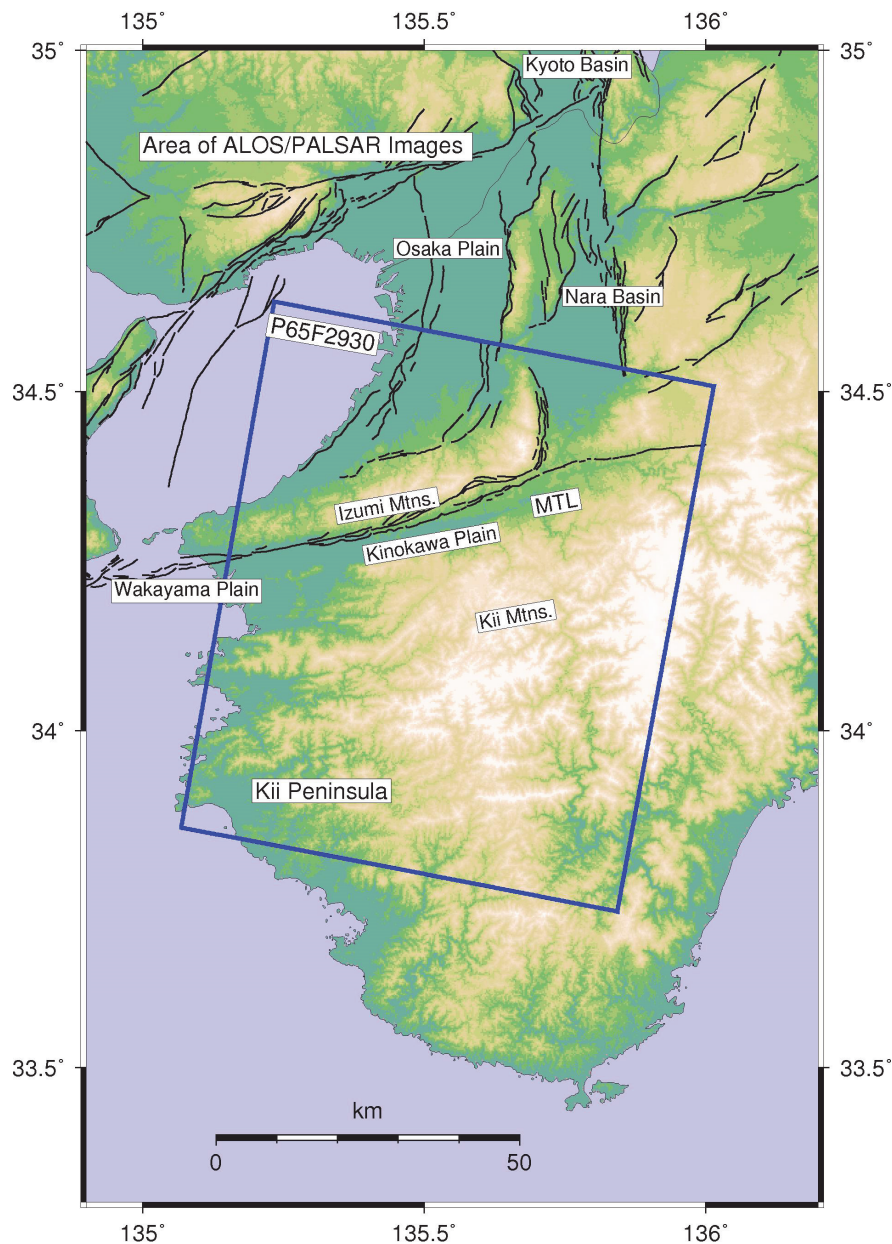 135˚ 135.5˚ 136˚
35˚ 35˚
Kyoto Basin
Area of ALOS/PALSAR Images
Osaka Plain
Nara Basin
P65F2930
34.5˚ 34.5˚
Izumi Mtns.
MTL
Kinokawa Plain
Wakayama Plain
Kii Mtns.
34˚ 34˚
Kii Peninsula
33.5˚ 33.5˚
km
0 50
135˚ 135.5˚ 136˚